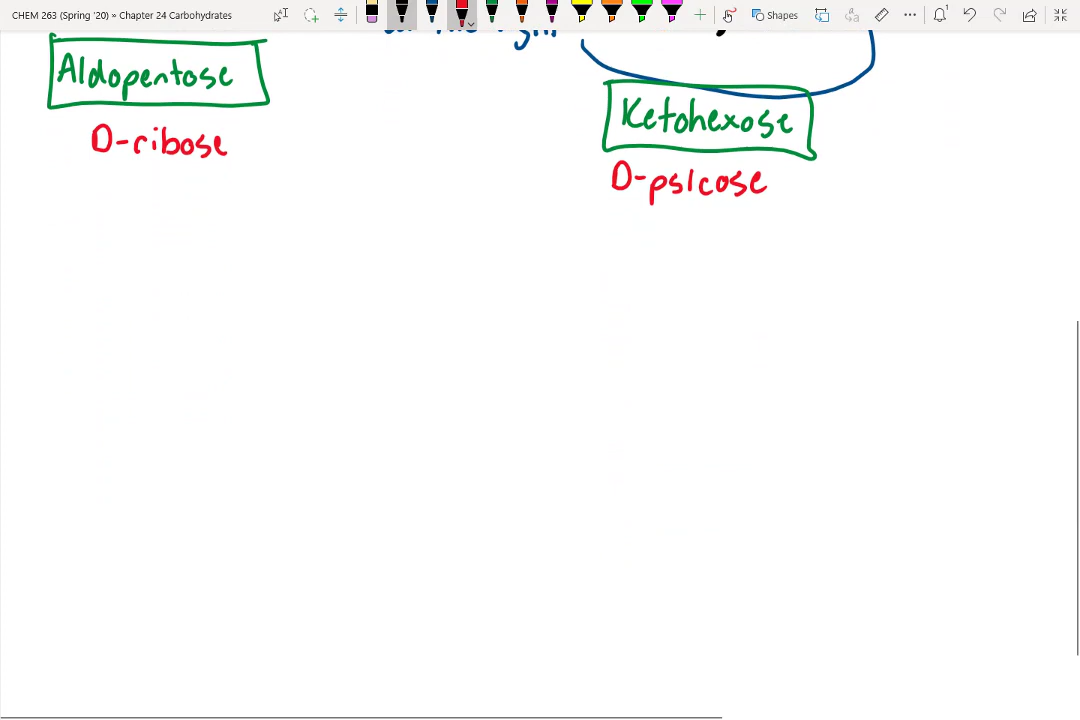 CHEM 263 (Spring '20) » Chapter 24 Carbohydrates
Shapes
Aldopentose
D-ribose
Ketohexose
D-psicose